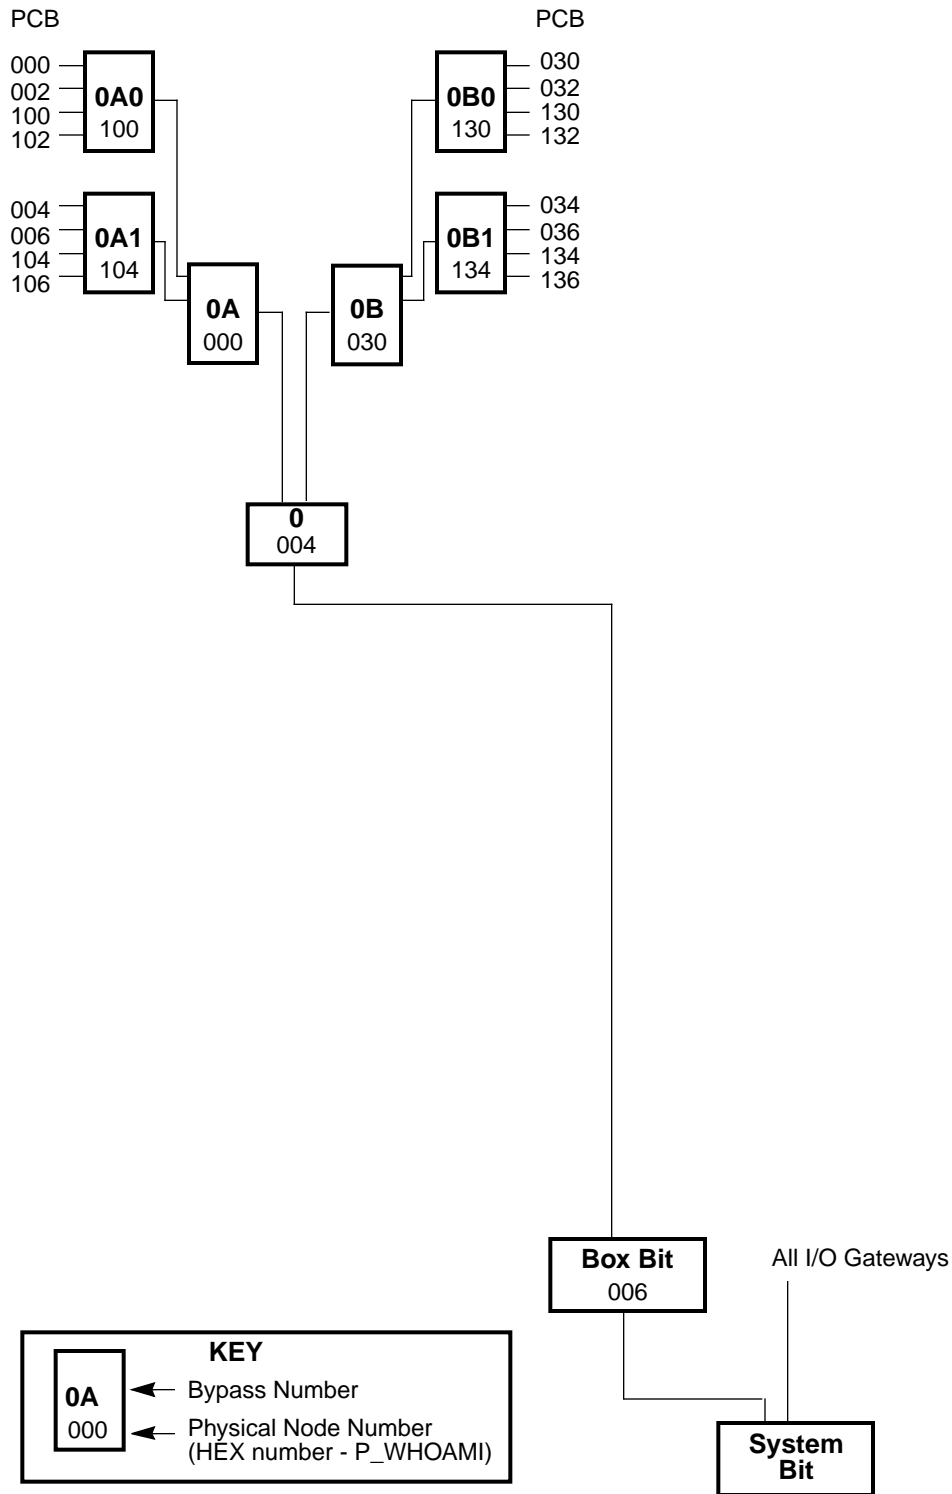 PCB
PCB
000
002
100
102
0A0
100
0B0
130
030
032
130
132
004
006
104
106
0A1
104
0B1
134
034
036
134
136
0A
000
0B
030
0
004
Box Bit
006
All I/O Gateways
KEY
0A
000
Bypass Number
Physical Node Number
(HEX number - P_WHOAMI)
System
Bit